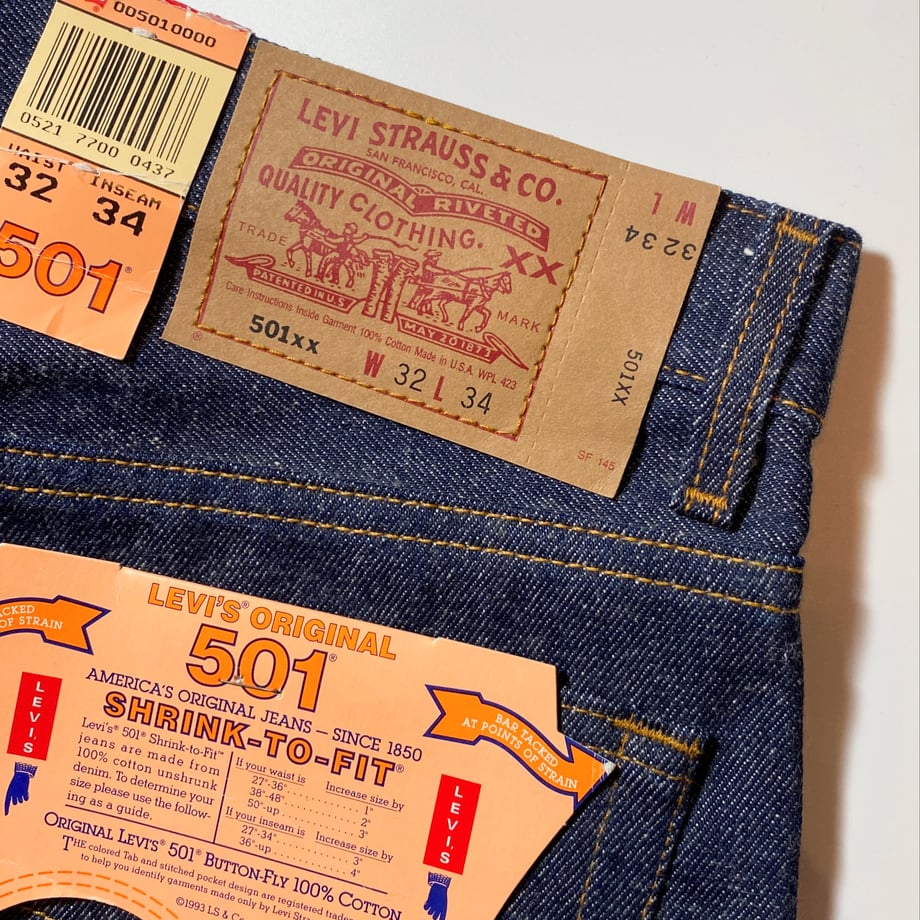 005010000
0521 7700 0437
WAIST INSEAM
32 34
501®
LEVI STRAUSS & CO.
SAN FRANCISCO, CAL.
ORIGINAL RIVETED
QUALITY CLOTHING.
XX
TRADE MARK
PATENTED IN U.S.
MAY 20 1873
Care Instructions Inside Garment 100% Cotton Made in U.S.A. WPL 423
501XX
W 32 L 34
®
W L
32 34
501XX
SF 145
ACKED
OF STRAIN
LEVI'S® ORIGINAL
501®
AMERICA'S ORIGINAL JEANS – SINCE 1850
SHRINK-TO-FIT®
BAR TACKED
AT POINTS OF STRAIN
LEVI'S
LEVI'S
Levi's® 501® Shrink-to-Fit™
jeans are made from
100% cotton unshrunk
denim. To determine your
size please use the follow-
ing as a guide.
If your waist is Increase size by
27"-36" 1"
38"-48" 2"
50"-up 3"
If your inseam is Increase size by
27"-34" 3"
36"-up 4"
ORIGINAL LEVI'S® 501® BUTTON-FLY 100% COTTON
THE colored Tab and stitched pocket design are registered trade
to help you identify garments made only by Levi Stra
©1993 LS & Co